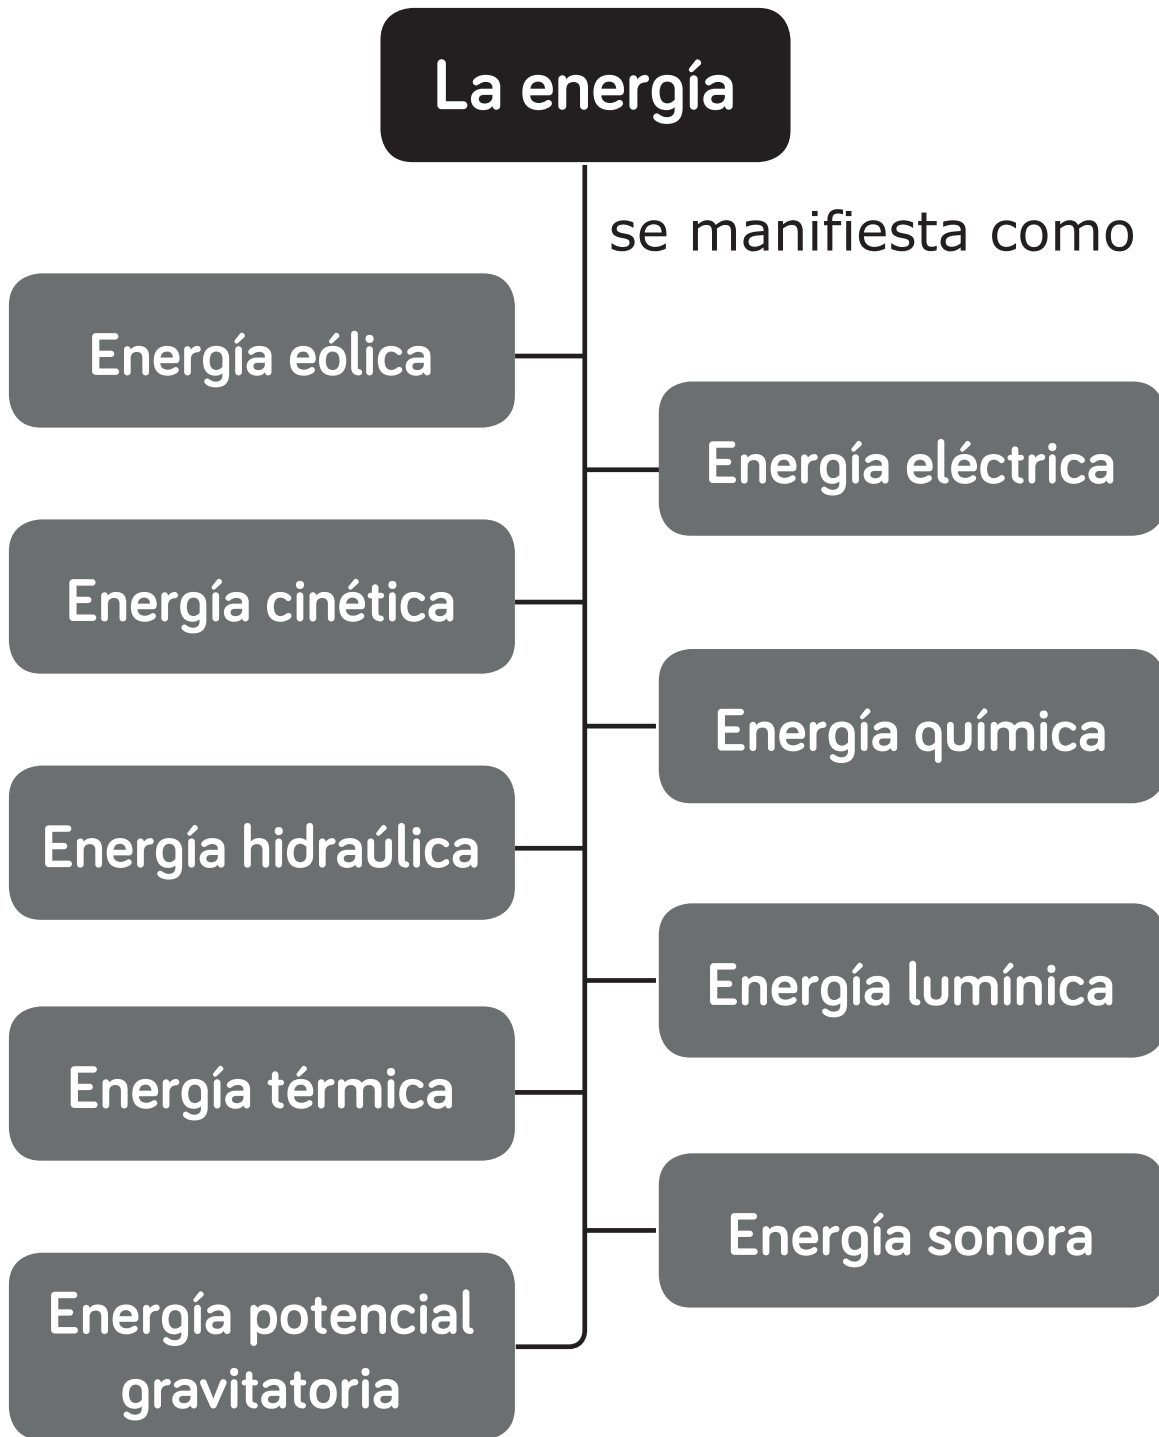 La energía
se manifiesta como
Energía eólica
Energía eléctrica
Energía cinética
Energía química
Energía hidraúlica
Energía lumínica
Energía térmica
Energía sonora
Energía potencial
gravitatoria